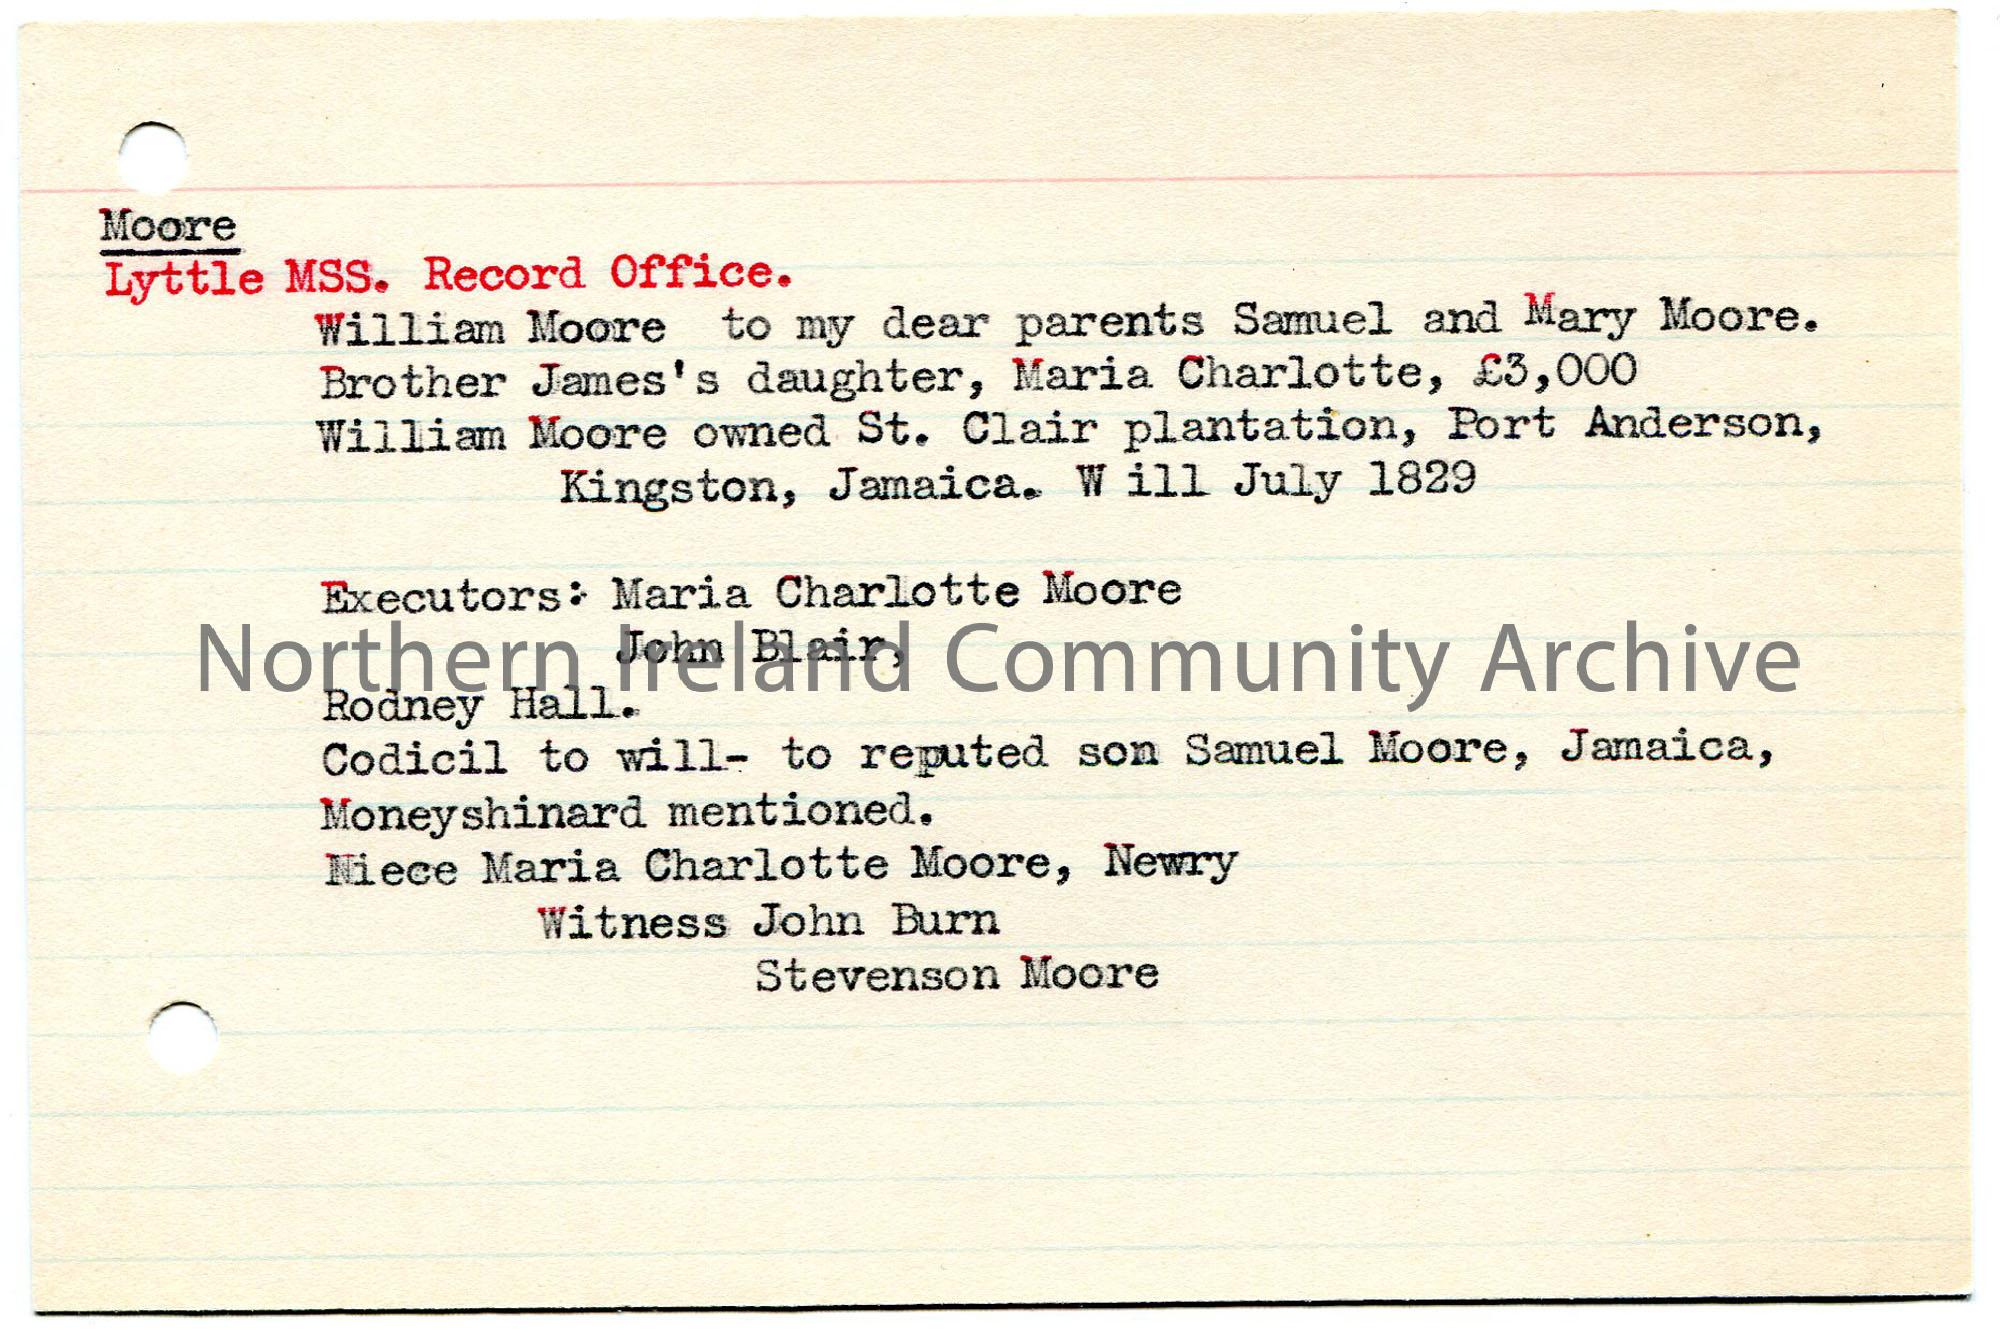 Moore
Lyttle MSS. Record Office.
William Moore to my dear parents Samuel and Mary Moore.
Brother James's daughter, Maria Charlotte, £3,000
William Moore owned St. Clair plantation, Port Anderson,
Kingston, Jamaica. W ill July 1829
Executors: Maria Charlotte Moore
John Blair,
Northern Ireland Community Archive
Rodney Hall.
Codicil to will- to reputed son Samuel Moore, Jamaica,
Moneyshinard mentioned.
Niece Maria Charlotte Moore, Newry
Witness John Burn
Stevenson Moore